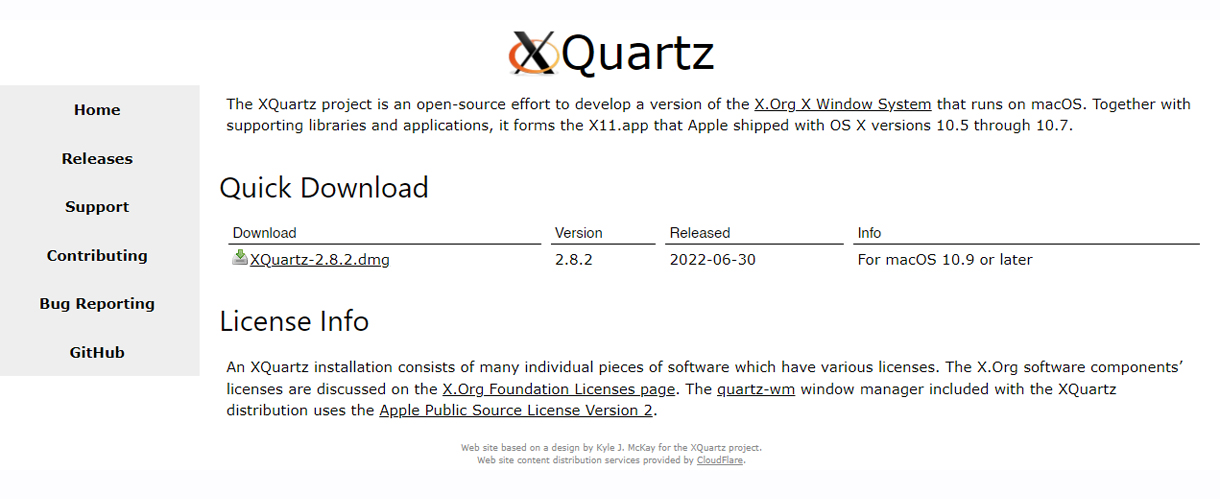 XQuartz
Home
Releases
Support
Contributing
Bug Reporting
GitHub
The XQuartz project is an open-source effort to develop a version of the X.Org X Window System that runs on macOS. Together with
supporting libraries and applications, it forms the X11.app that Apple shipped with OS X versions 10.5 through 10.7.
Quick Download
Download Version Released Info
XQuartz-2.8.2.dmg 2.8.2 2022-06-30 For macOS 10.9 or later
License Info
An XQuartz installation consists of many individual pieces of software which have various licenses. The X.Org software components’
licenses are discussed on the X.Org Foundation Licenses page. The quartz-wm window manager included with the XQuartz
distribution uses the Apple Public Source License Version 2.
Web site based on a design by Kyle J. McKay for the XQuartz project.
Web site content distribution services provided by CloudFlare.